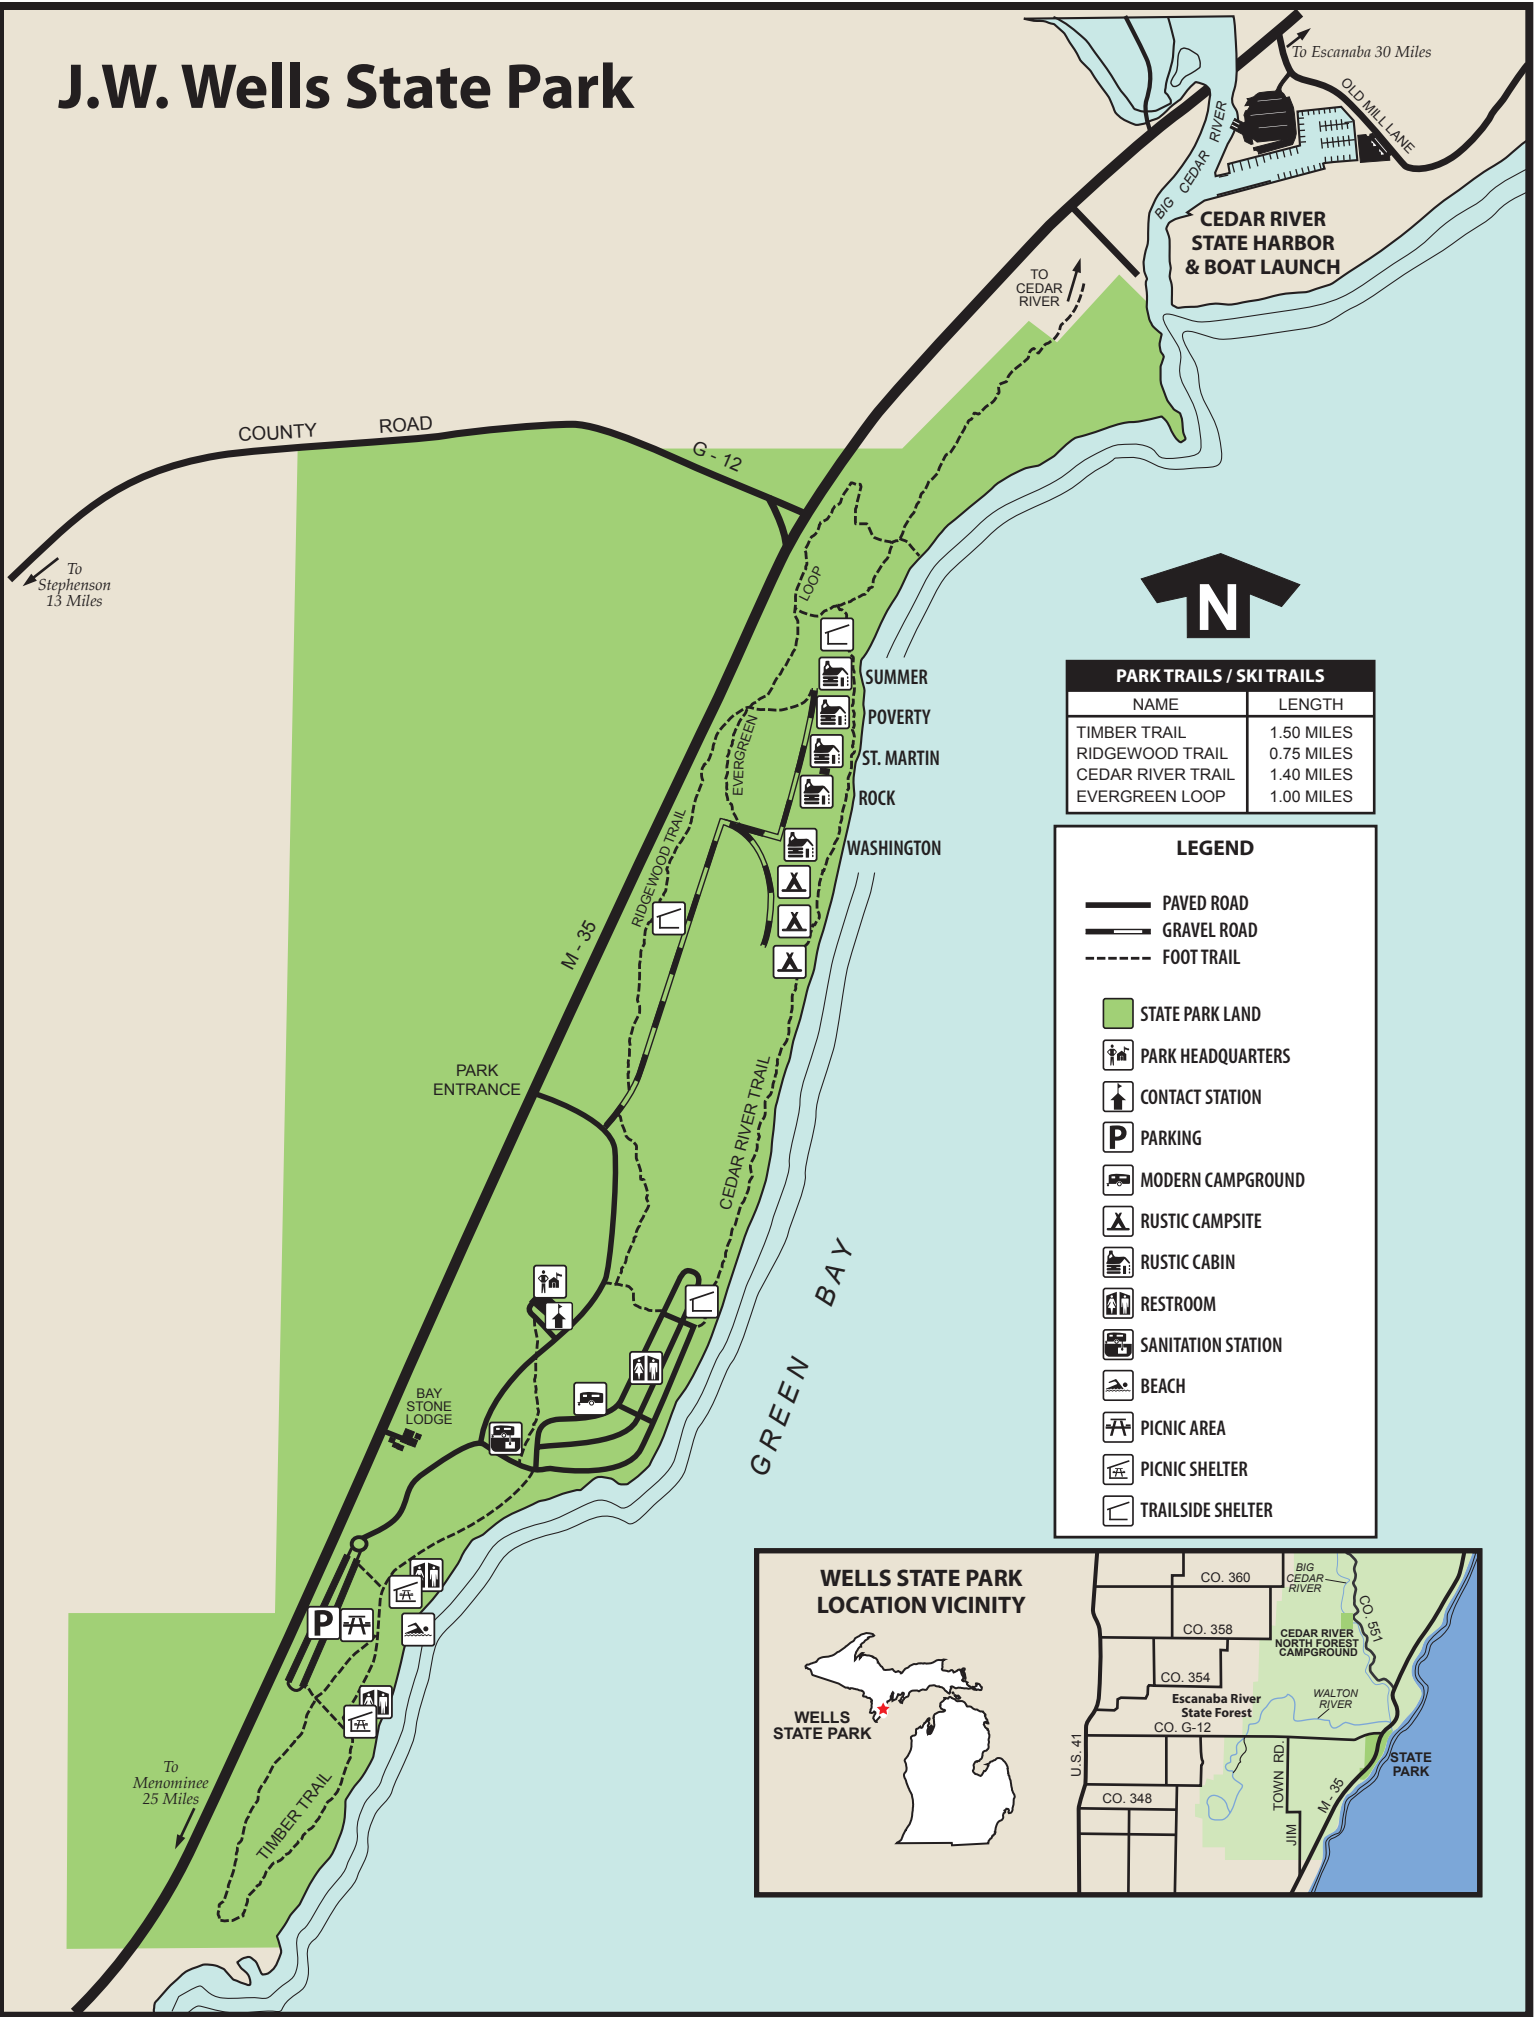 J.W. Wells State Park
To Escanaba 30 Miles
OLD MILL LANE
BIG CEDAR RIVER
CEDAR RIVER
STATE HARBOR
& BOAT LAUNCH
TO
CEDAR
RIVER
COUNTY ROAD
G - 12
To
Stephenson
13 Miles
LOOP
N
SUMMER
POVERTY
ST. MARTIN
ROCK
WASHINGTON
EVERGREEN
RIDGEWOOD TRAIL
M - 35
PARK TRAILS / SKI TRAILS
NAME LENGTH
TIMBER TRAIL 1.50 MILES
RIDGEWOOD TRAIL 0.75 MILES
CEDAR RIVER TRAIL 1.40 MILES
EVERGREEN LOOP 1.00 MILES
LEGEND
PAVED ROAD
GRAVEL ROAD
FOOT TRAIL
STATE PARK LAND
PARK HEADQUARTERS
CONTACT STATION
P PARKING
MODERN CAMPGROUND
RUSTIC CAMPSITE
RUSTIC CABIN
RESTROOM
SANITATION STATION
BEACH
PICNIC AREA
PICNIC SHELTER
TRAILSIDE SHELTER
PARK
ENTRANCE
CEDAR RIVER TRAIL
GREEN BAY
BAY
STONE
LODGE
P
To
Menominee
25 Miles
TIMBER TRAIL
WELLS STATE PARK
LOCATION VICINITY
WELLS
STATE PARK
CO. 360
BIG
CEDAR
RIVER
CO. 551
CO. 358
CEDAR RIVER
NORTH FOREST
CAMPGROUND
CO. 354
WALTON
RIVER
Escanaba River
State Forest
CO. G-12
U.S. 41
JIM TOWN RD.
M - 35
STATE
PARK
CO. 348